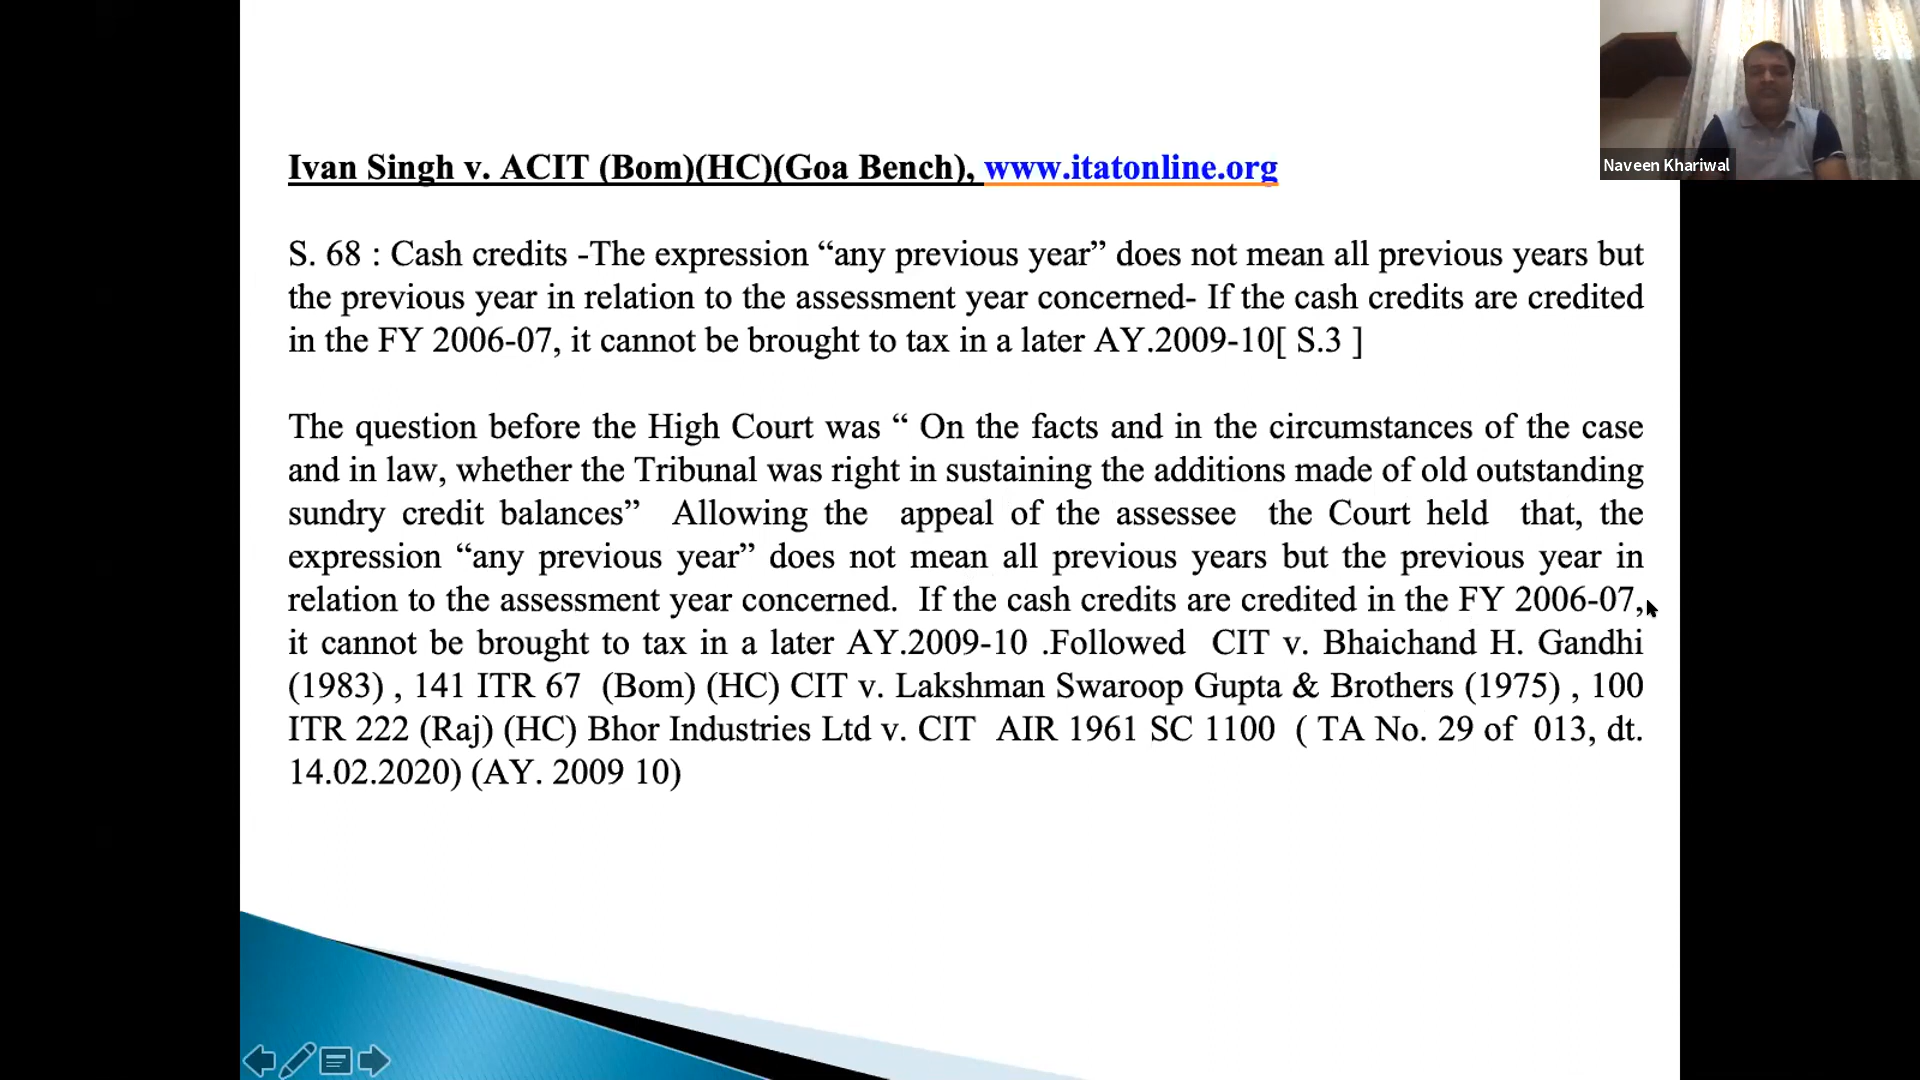 Ivan Singh v. ACIT (Bom)(HC)(Goa Bench), www.itatonline.org
Naveen Khariwal
S. 68 : Cash credits -The expression “any previous year” does not mean all previous years but
the previous year in relation to the assessment year concerned- If the cash credits are credited
in the FY 2006-07, it cannot be brought to tax in a later AY.2009-10[ S.3 ]
The question before the High Court was “ On the facts and in the circumstances of the case
and in law, whether the Tribunal was right in sustaining the additions made of old outstanding
sundry credit balances” Allowing the appeal of the assessee the Court held that, the
expression “any previous year” does not mean all previous years but the previous year in
relation to the assessment year concerned. If the cash credits are credited in the FY 2006-07,
it cannot be brought to tax in a later AY.2009-10 .Followed CIT v. Bhaichand H. Gandhi
(1983) , 141 ITR 67 (Bom) (HC) CIT v. Lakshman Swaroop Gupta & Brothers (1975) , 100
ITR 222 (Raj) (HC) Bhor Industries Ltd v. CIT AIR 1961 SC 1100 ( TA No. 29 of 013, dt.
14.02.2020) (AY. 2009 10)